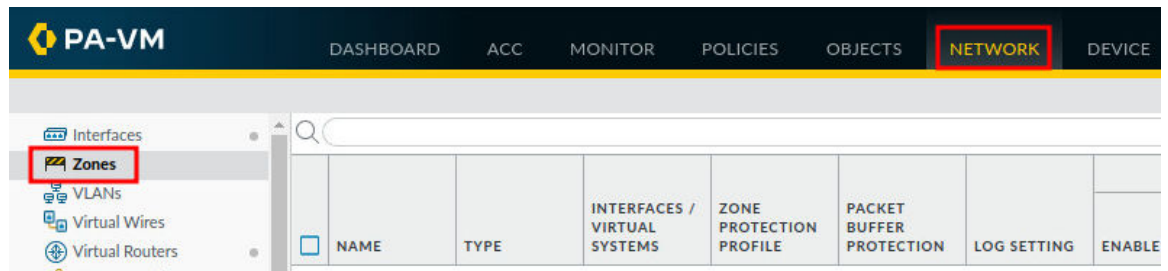 PA-VM
DASHBOARD ACC MONITOR POLICIES OBJECTS NETWORK DEVICE
Interfaces
Zones
VLANs
Virtual Wires
Virtual Routers
NAME
TYPE
INTERFACES /
VIRTUAL
SYSTEMS
ZONE
PROTECTION
PROFILE
PACKET
BUFFER
PROTECTION
LOG SETTING
ENABLE